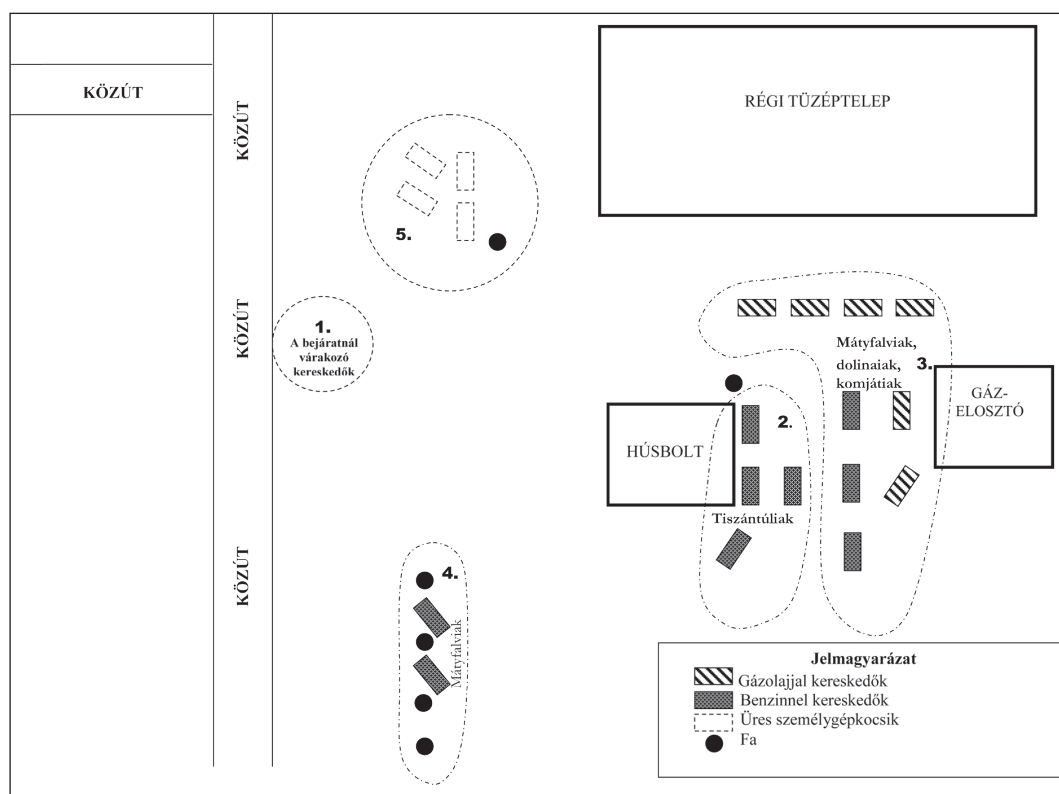 KÖZÚT
KÖZÚT
RÉGI TÜZÉPTELEP
5.
KÖZÚT
1.
A bejáratnál
várakozó
kereskedők
Mátyfalviak,
dolinaiak,
komjátiak
3.
GÁZ-
ELOSZTÓ
HÚSBOLT
2.
Tiszántúliak
KÖZÚT
4.
Mátyfalviak
Jelmagyarázat
Gázolajjal kereskedők
Benzinnel kereskedők
Üres személygépkocsik
Fa